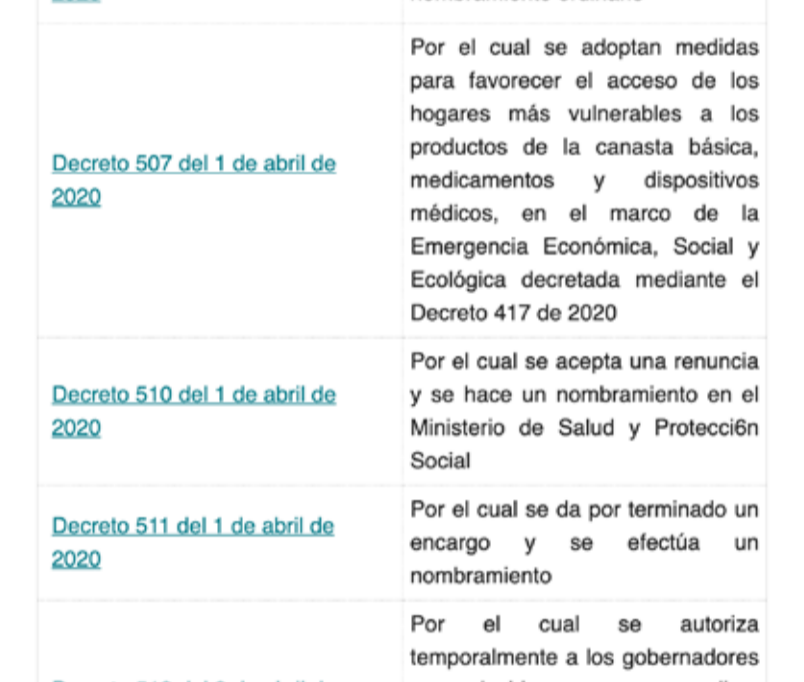 Decreto 507 del 1 de abril de
2020
Por el cual se adoptan medidas
para favorecer el acceso de los
hogares más vulnerables a los
productos de la canasta básica,
medicamentos y dispositivos
médicos, en el marco de la
Emergencia Económica, Social y
Ecológica decretada mediante el
Decreto 417 de 2020
Decreto 510 del 1 de abril de
2020
Por el cual se acepta una renuncia
y se hace un nombramiento en el
Ministerio de Salud y Protecci6n
Social
Decreto 511 del 1 de abril de
2020
Por el cual se da por terminado un
encargo y se efectúa un
nombramiento
Por el cual se autoriza
temporalmente a los gobernadores